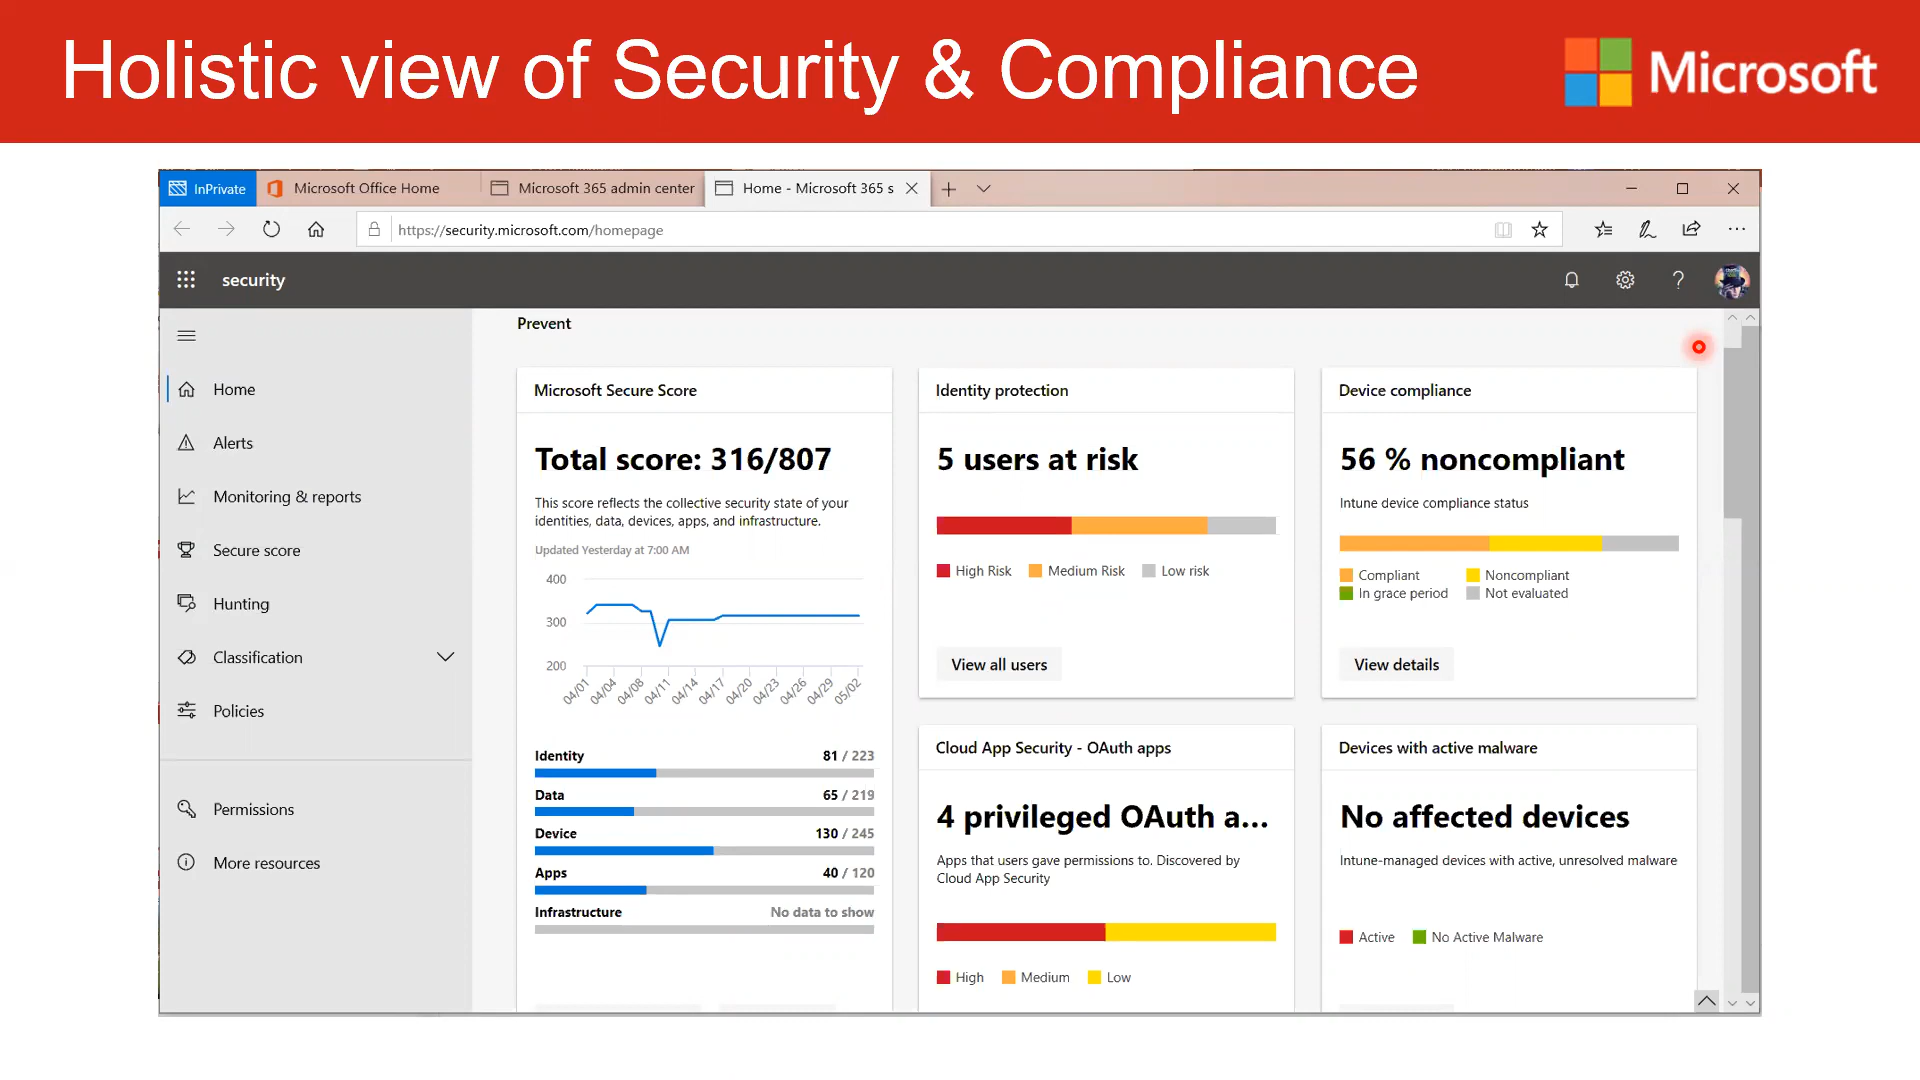 Holistic view of Security & Compliance
Microsoft
InPrivate
Microsoft Office Home
Microsoft 365 admin center
Home - Microsoft 365 s
https://security.microsoft.com/homepage
security
Home
Alerts
Monitoring & reports
Secure score
Hunting
Classification
Policies
Permissions
More resources
Prevent
Microsoft Secure Score
Total score: 316/807
This score reflects the collective security state of your
identities, data, devices, apps, and infrastructure.
Updated Yesterday at 7:00 AM
400
300
200
04/01 04/04 04/08 04/11 04/14 04/17 04/20 04/23 04/26 04/29 05/02
Identity 81 / 223
Data 65 / 219
Device 130 / 245
Apps 40 / 120
Infrastructure No data to show
Identity protection
5 users at risk
High Risk Medium Risk Low risk
View all users
Device compliance
56 % noncompliant
Intune device compliance status
Compliant Noncompliant
In grace period Not evaluated
View details
Cloud App Security - OAuth apps
4 privileged OAuth a...
Apps that users gave permissions to. Discovered by
Cloud App Security
High Medium Low
Devices with active malware
No affected devices
Intune-managed devices with active, unresolved malware
Active No Active Malware